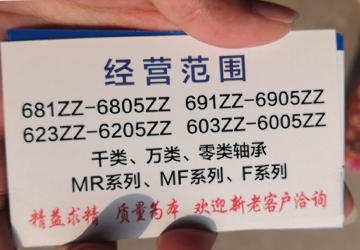 经营范围
681ZZ-6805ZZ 691ZZ-6905ZZ
623ZZ-6205ZZ 603ZZ-6005ZZ
千类、万类、零类轴承
MR系列、MF系列、F系列
精益求精 质量为本 欢迎新老客户洽询